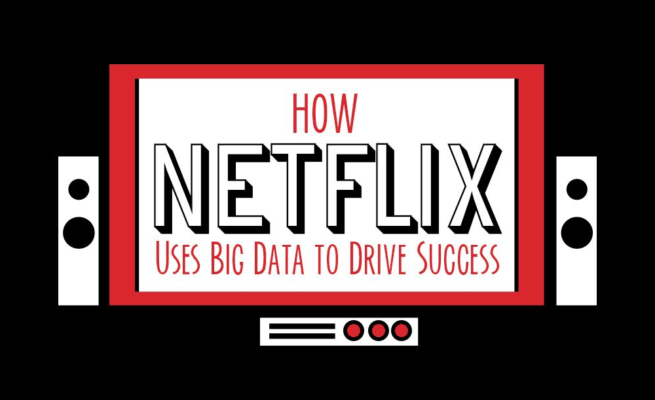 HOW
NETFLIX
USES BIG DATA TO DRIVE SUCCESS